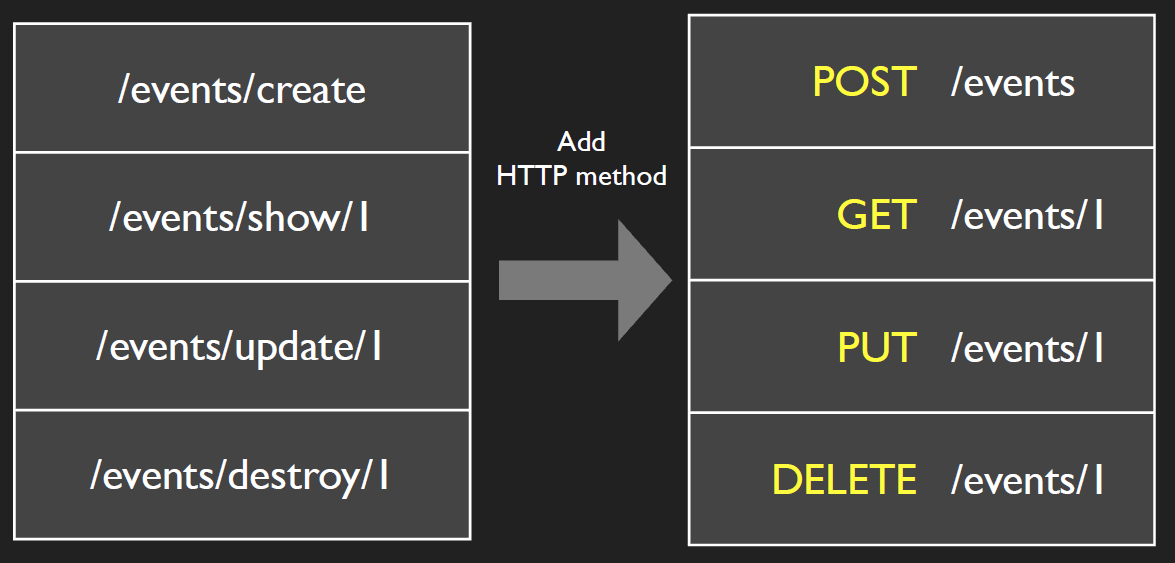 /events/create
/events/show/1
/events/update/1
/events/destroy/1
Add
HTTP method
POST /events
GET /events/1
PUT /events/1
DELETE /events/1